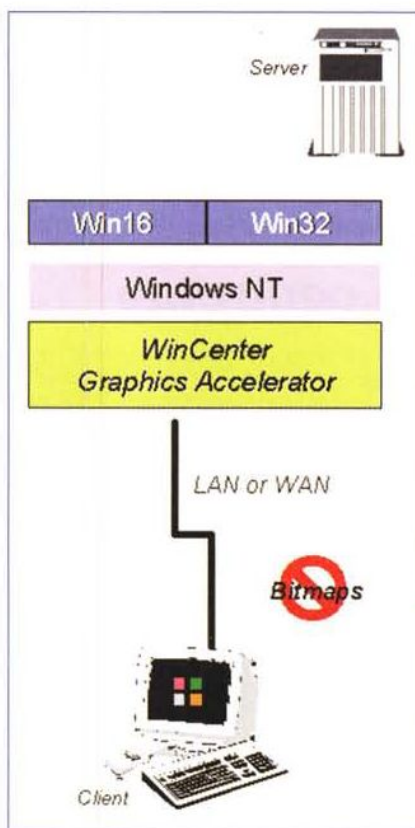 Server
Win16 Win32
Windows NT
WinCenter
Graphics Accelerator
LAN or WAN
Bitmaps
Client